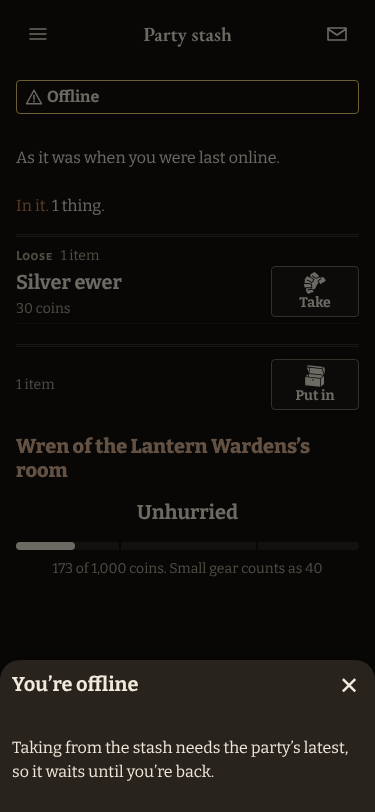 Party stash
Offline
As it was when you were last online.
In it. 1 thing.
Loose 1 item
Silver ewer
30 coins
Take
1 item
Put in
Wren of the Lantern Wardens’s
room
Unhurried
173 of 1,000 coins. Small gear counts as 40
You’re offline
Taking from the stash needs the party’s latest,
so it waits until you’re back.